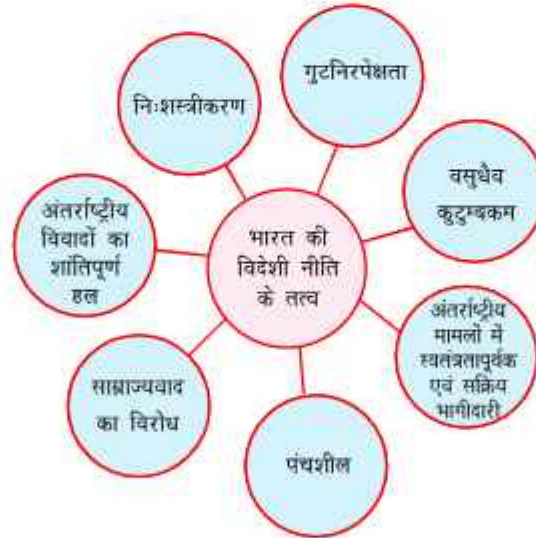 भारत की
विदेशी नीति
के तत्व
गुटनिरपेक्षता
वसुधैव
कुटुम्बकम
अंतर्राष्ट्रीय
मामलों में
स्वतंत्रतापूर्वक
एवं सक्रिय
भागीदारी
पंचशील
साम्राज्यवाद
का विरोध
अंतर्राष्ट्रीय
विवादों का
शांतिपूर्ण
हल
निःशस्त्रीकरण